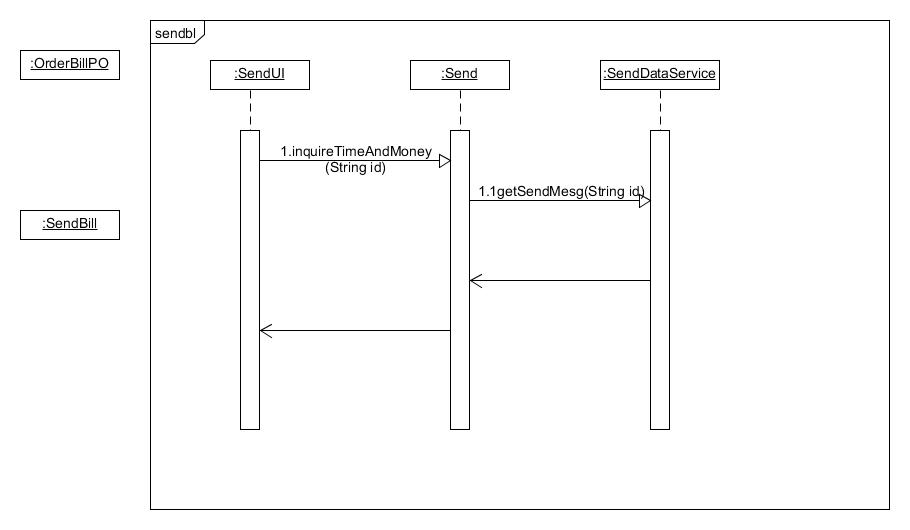 sendbl
:OrderBillPO
:SendUI
:Send
:SendDataService
1.inquireTimeAndMoney
(String id)
1.1getSendMesg(String id)
:SendBill